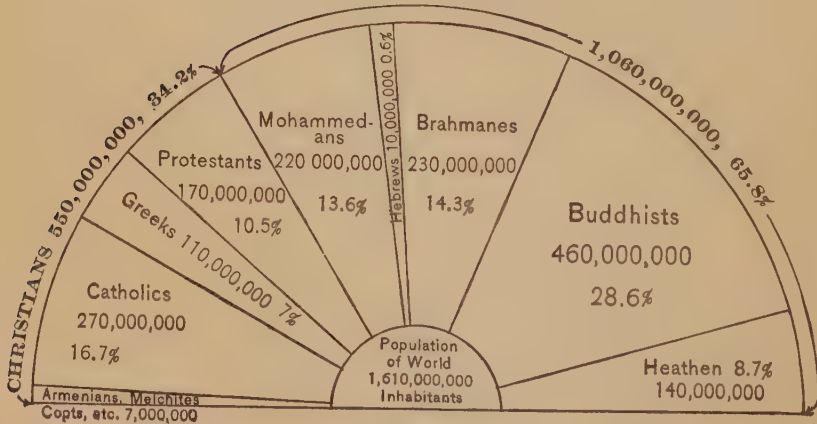 CHRISTIANS 550,000,000, 34.2%
1,060,000,000, 65.8%
Armenians, Melchites
Copts, etc. 7,000,000
Catholics
270,000,000
16.7%
Greeks 110,000,000 7%
Protestants
170,000,000
10.5%
Mohammed-
ans
220 000,000
13.6%
Hebrews 10,000,000 0.6%
Brahmanes
230,000,000
14.3%
Buddhists
460,000,000
28.6%
Heathen 8.7%
140,000,000
Population
of World
1,610,000,000
Inhabitants